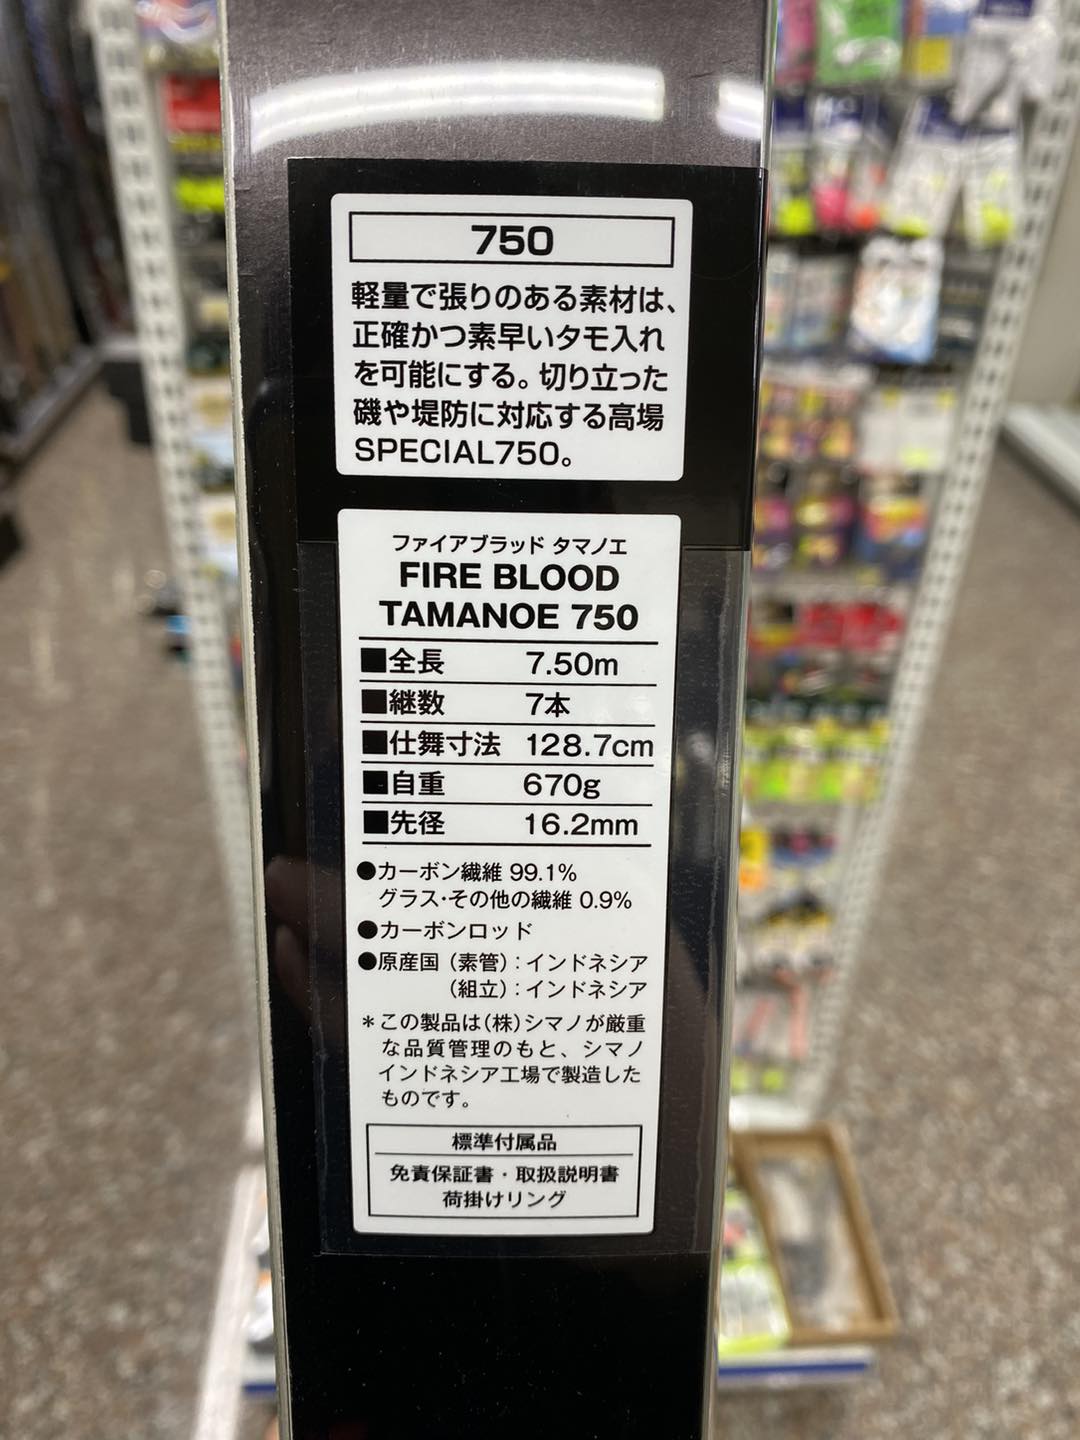 750
軽量で張りのある素材は、
正確かつ素早いタモ入れ
を可能にする。切り立った
磯や堤防に対応する高場
SPECIAL750。
ファイアブラッド タマノエ
FIRE BLOOD
TAMANOE 750
■全長 7.50m
■継数 7本
■仕舞寸法 128.7cm
■自重 670g
■先径 16.2mm
●カーボン繊維 99.1%
グラス・その他の繊維 0.9%
●カーボンロッド
●原産国（素管）：インドネシア
（組立）：インドネシア
＊この製品は(株)シマノが厳重
な品質管理のもと、シマノ
インドネシア工場で製造した
ものです。
標準付属品
免責保証書・取扱説明書
荷掛けリング